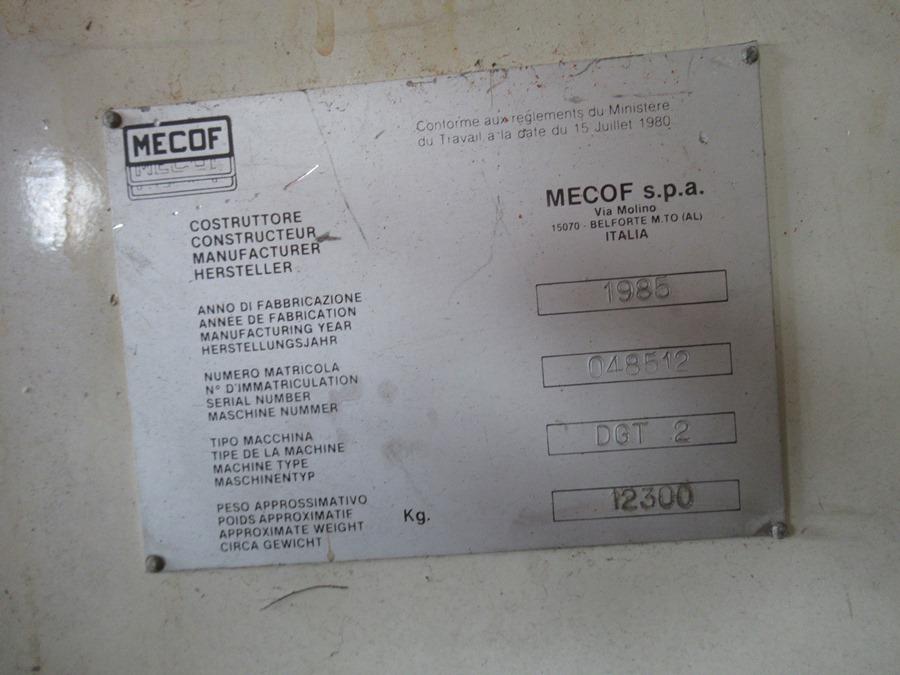 MECOF
MECOF
Conforme aux reglements du Ministere
du Travail a la date du 15 Juillet 1980
COSTRUTTORE
CONSTRUCTEUR
MANUFACTURER
HERSTELLER
MECOF s.p.a.
Via Molino
15070 - BELFORTE M.TO (AL)
ITALIA
ANNO DI FABBRICAZIONE
ANNÉE DE FABRICATION
MANUFACTURING YEAR
HERSTELLUNGSJAHR
1985
NUMERO MATRICOLA
N° D'IMMATRICULATION
SERIAL NUMBER
MASCHINE NUMMER
048512
TIPO MACCHINA
TIPE DE LA MACHINE
MACHINE TYPE
MASCHINENTYP
DGT 2
PESO APPROSSIMATIVO
POIDS APPROXIMATIF
APPROXIMATE WEIGHT
CIRCA GEWICHT
Kg.
12300